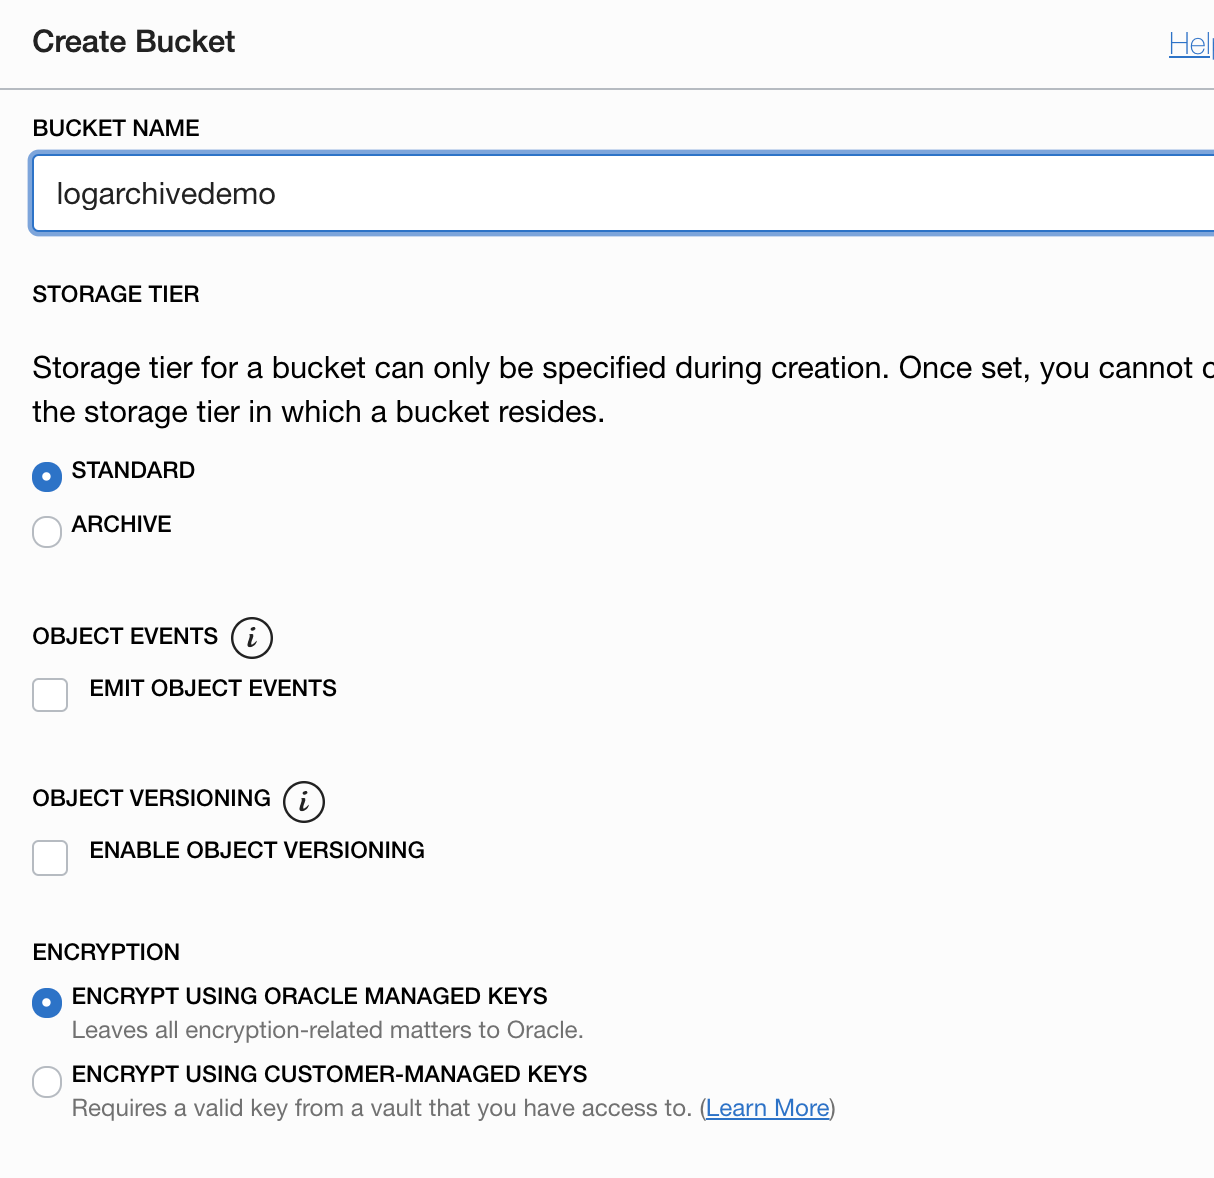 Create Bucket
Help
BUCKET NAME
logarchivedemo
STORAGE TIER
Storage tier for a bucket can only be specified during creation. Once set, you cannot
the storage tier in which a bucket resides.
STANDARD
ARCHIVE
OBJECT EVENTS i
EMIT OBJECT EVENTS
OBJECT VERSIONING i
ENABLE OBJECT VERSIONING
ENCRYPTION
ENCRYPT USING ORACLE MANAGED KEYS
Leaves all encryption-related matters to Oracle.
ENCRYPT USING CUSTOMER-MANAGED KEYS
Requires a valid key from a vault that you have access to. (Learn More)